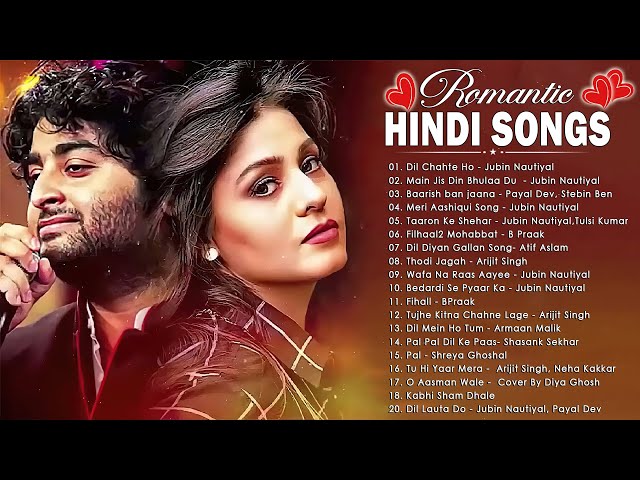 Romantic
HINDI SONGS
01. Dil Chahte Ho - Jubin Nautiyal
02. Main Jis Din Bhulaa Du - Jubin Nautiyal
03. Baarish ban jaana - Payal Dev, Stebin Ben
04. Meri Aashiqui Song - Jubin Nautiyal
05. Taaron Ke Shehar - Jubin Nautiyal,Tulsi Kumar
06. Filhaal2 Mohabbat - B Praak
07. Dil Diyan Gallan Song- Atif Aslam
08. Thodi Jagah - Arijit Singh
09. Wafa Na Raas Aayee - Jubin Nautiyal
10. Bedardi Se Pyaar Ka - Jubin Nautiyal
11. Fihall - BPraak
12. Tujhe Kitna Chahne Lage - Arijit Singh
13. Dil Mein Ho Tum - Armaan Malik
14. Pal Pal Dil Ke Paas- Shasank Sekhar
15. Pal - Shreya Ghoshal
16. Tu Hi Yaar Mera - Arijit Singh, Neha Kakkar
17. O Aasman Wale - Cover By Diya Ghosh
18. Kabhi Sham Dhale
20. Dil Lauta Do - Jubin Nautiyal, Payal Dev